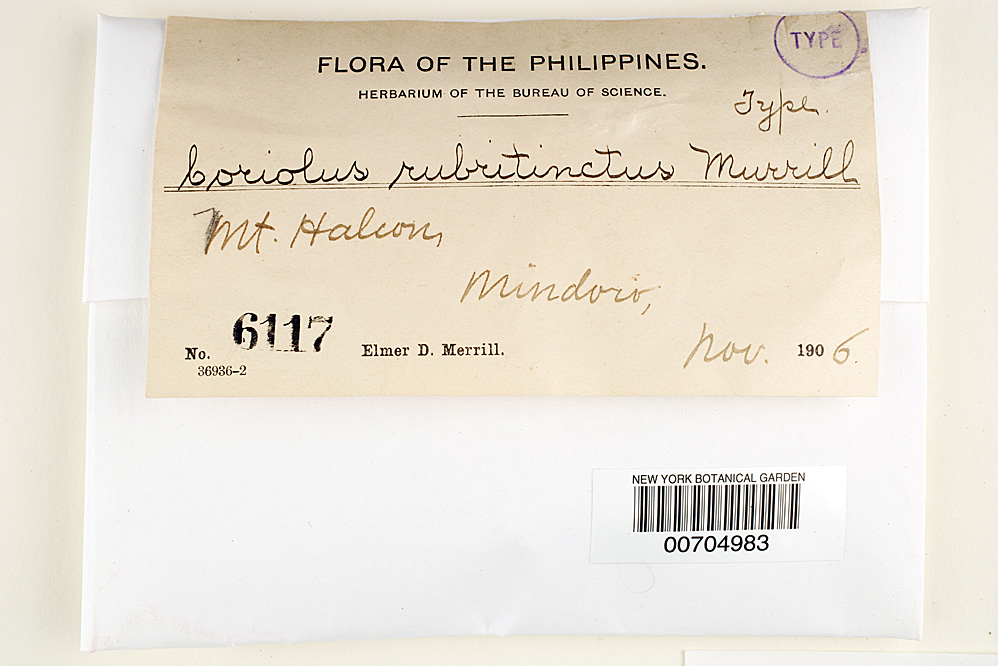 TYPE
FLORA OF THE PHILIPPINES.
HERBARIUM OF THE BUREAU OF SCIENCE.
Type.
Coriolus rubritinctus Murrill
Mt. Halcon,
Mindoro,
No. 6117 Elmer D. Merrill. Nov. 1906.
36936-2
NEW YORK BOTANICAL GARDEN
00704983